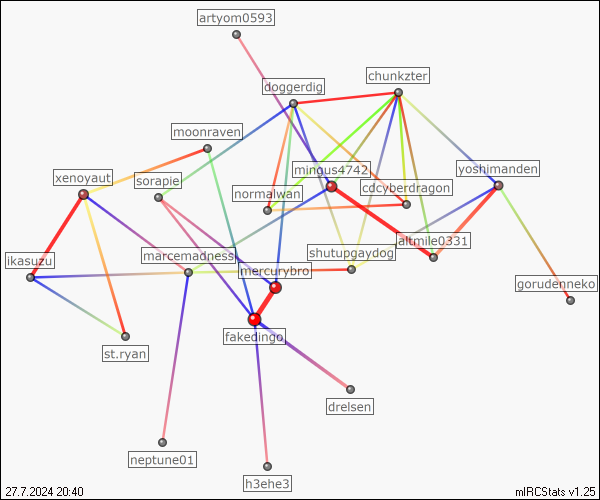 artyom0593
chunkzter
doggerdig
moonraven
mingus4742
yoshimanden
xenoyaut
sorapie
normalwan
cdcyberdragon
altmile0331
shutupgaydog
marcemadness
ikasuzu
mercurybro
gorudenneko
fakedingo
st.ryan
drelsen
neptune01
h3ehe3
27.7.2024 20:40
mIRCStats v1.25